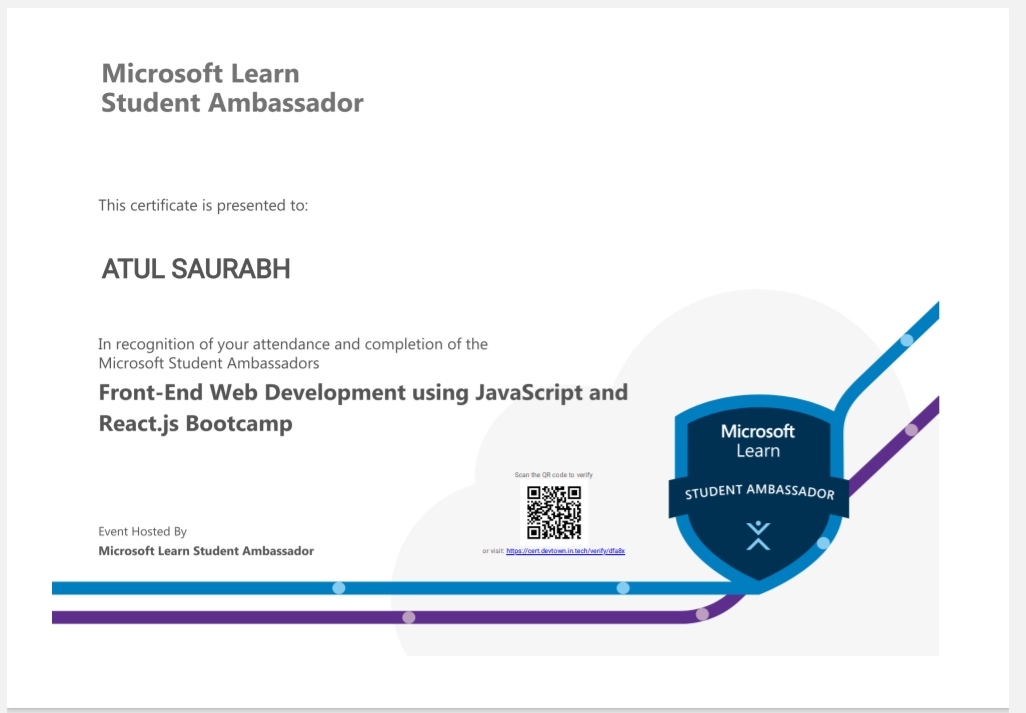 Microsoft Learn
Student Ambassador
This certificate is presented to:
ATUL SAURABH
In recognition of your attendance and completion of the
Microsoft Student Ambassadors
Front-End Web Development using JavaScript and
React.js Bootcamp
Microsoft
Learn
STUDENT AMBASSADOR
Scan the QR code to verify
Event Hosted By
Microsoft Learn Student Ambassador
or visit: https://cert.devtown.in.tech/verify/dfa8x